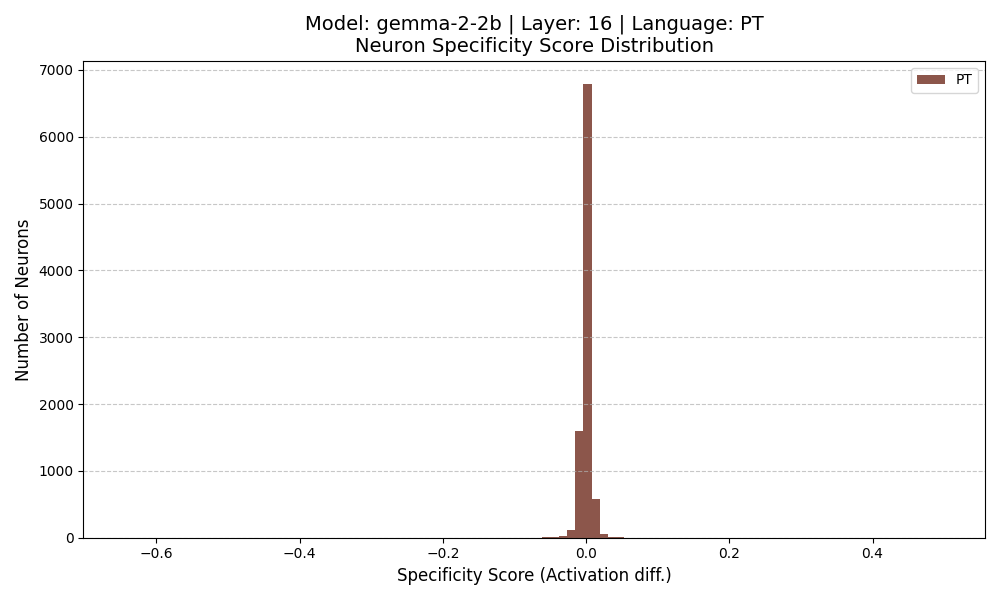 Model: gemma-2-2b | Layer: 16 | Language: PT
Neuron Specificity Score Distribution
PT
7000
6000
5000
4000
3000
2000
1000
0
Number of Neurons
−0.6
−0.4
−0.2
0.0
0.2
0.4
Specificity Score (Activation diff.)